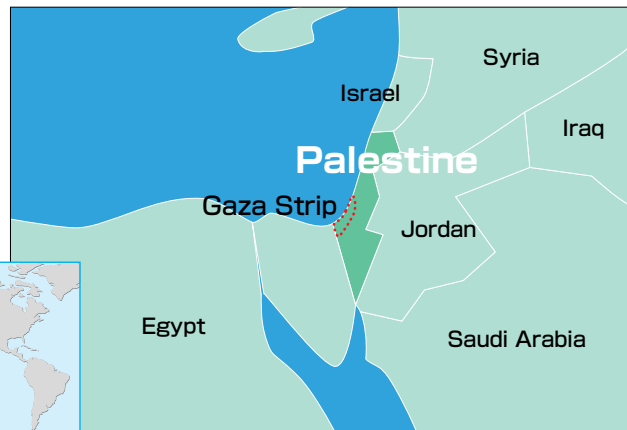 Syria
Israel
Iraq
Palestine
Gaza Strip
Jordan
Egypt
Saudi Arabia